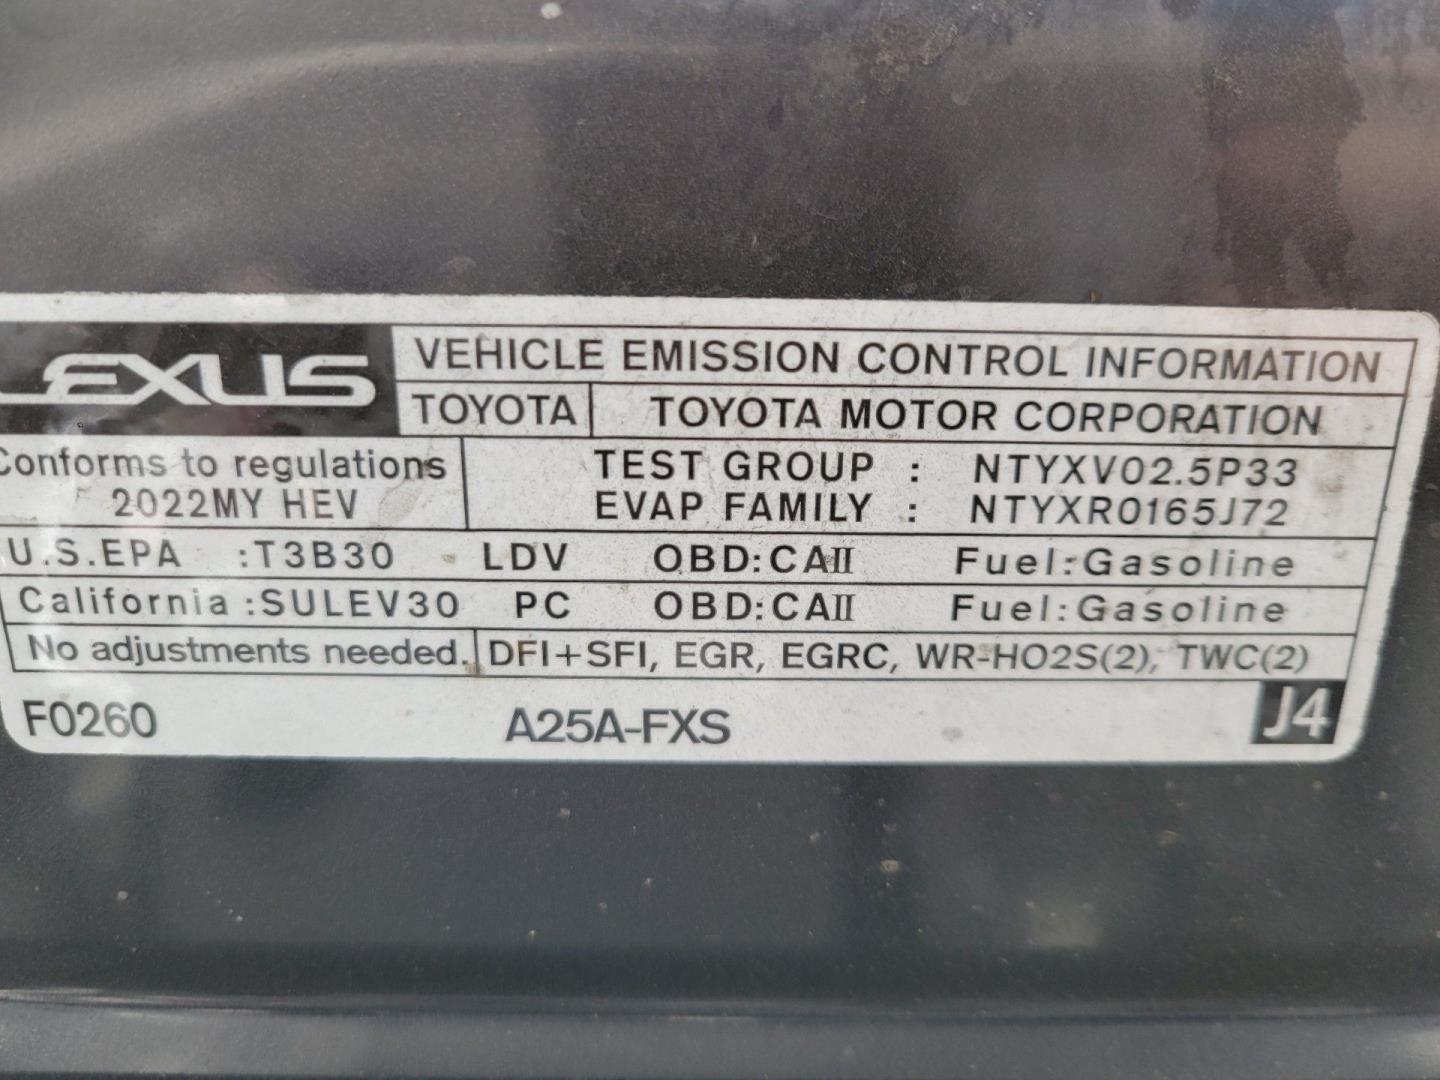 LEXUS
VEHICLE EMISSION CONTROL INFORMATION
TOYOTA TOYOTA MOTOR CORPORATION
Conforms to regulations
2022MY HEV
TEST GROUP : NTYXV02.5P33
EVAP FAMILY : NTYXR0165J72
U.S.EPA :T3B30 LDV OBD:CAII Fuel:Gasoline
California :SULEV30 PC OBD:CAII Fuel:Gasoline
No adjustments needed. DFI+SFI, EGR, EGRC, WR-HO2S(2), TWC(2)
F0260 A25A-FXS J4